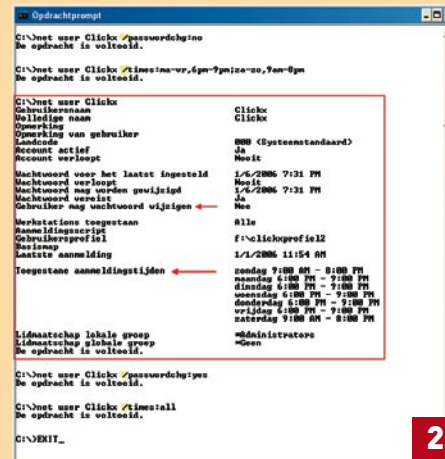 Opdrachtprompt
C:\>net user Clickx /passwordchg:no
De opdracht is voltooid.
C:\>net user Clickx /times:ma-vr,6pm-9pm;za-zo,9am-8pm
De opdracht is voltooid.
C:\>net user Clickx
Gebruikersnaam Clickx
Volledige naam Clickx
Opmerking
Opmerking van gebruiker
Landcode 000 (Systeemstandaard)
Account actief Ja
Account verloopt Nooit
Wachtwoord voor het laatst ingesteld 1/6/2006 7:31 PM
Wachtwoord verloopt Nooit
Wachtwoord mag worden gewijzigd 1/6/2006 7:31 PM
Wachtwoord vereist Ja
Gebruiker mag wachtwoord wijzigen Nee
Werkstations toegestaan Alle
Aanmeldingsscript
Gebruikersprofiel f:\clickxprofiel2
Basismap
Laatste aanmelding 1/1/2006 11:54 AM
Toegestane aanmeldingstijden zondag 9:00 AM - 8:00 PM
maandag 6:00 PM - 9:00 PM
dinsdag 6:00 PM - 9:00 PM
woensdag 6:00 PM - 9:00 PM
donderdag 6:00 PM - 9:00 PM
vrijdag 6:00 PM - 9:00 PM
zaterdag 9:00 AM - 8:00 PM
Lidmaatschap lokale groep *Administrators
Lidmaatschap globale groep *Geen
De opdracht is voltooid.
C:\>net user Clickx /passwordchg:yes
De opdracht is voltooid.
C:\>net user Clickx /times:all
De opdracht is voltooid.
C:\>EXIT_
2